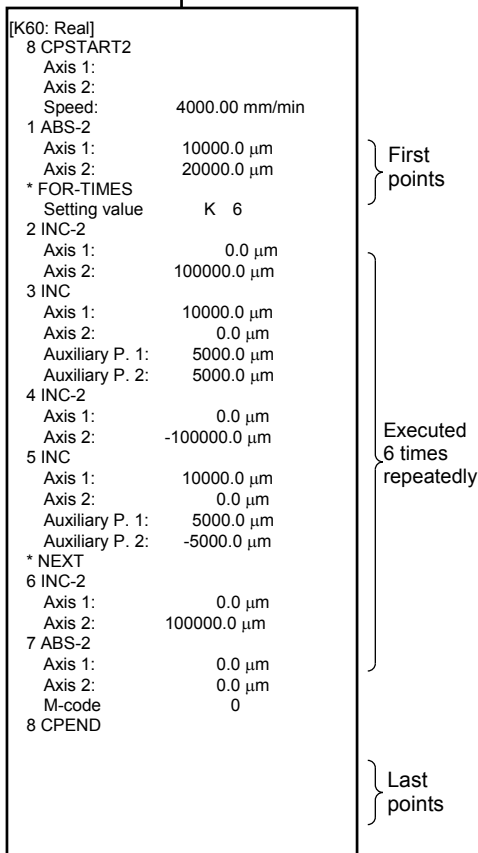 [K60: Real]
8 CPSTART2
Axis 1:
Axis 2:
Speed: 4000.00 mm/min
1 ABS-2
Axis 1: 10000.0 μm
Axis 2: 20000.0 μm
* FOR-TIMES
Setting value K 6
2 INC-2
Axis 1: 0.0 μm
Axis 2: 100000.0 μm
3 INC
Axis 1: 10000.0 μm
Axis 2: 0.0 μm
Auxiliary P. 1: 5000.0 μm
Auxiliary P. 2: 5000.0 μm
4 INC-2
Axis 1: 0.0 μm
Axis 2: -100000.0 μm
5 INC
Axis 1: 10000.0 μm
Axis 2: 0.0 μm
Auxiliary P. 1: 5000.0 μm
Auxiliary P. 2: -5000.0 μm
* NEXT
6 INC-2
Axis 1: 0.0 μm
Axis 2: 100000.0 μm
7 ABS-2
Axis 1: 0.0 μm
Axis 2: 0.0 μm
M-code 0
8 CPEND
First
points
Executed
6 times
repeatedly
Last
points